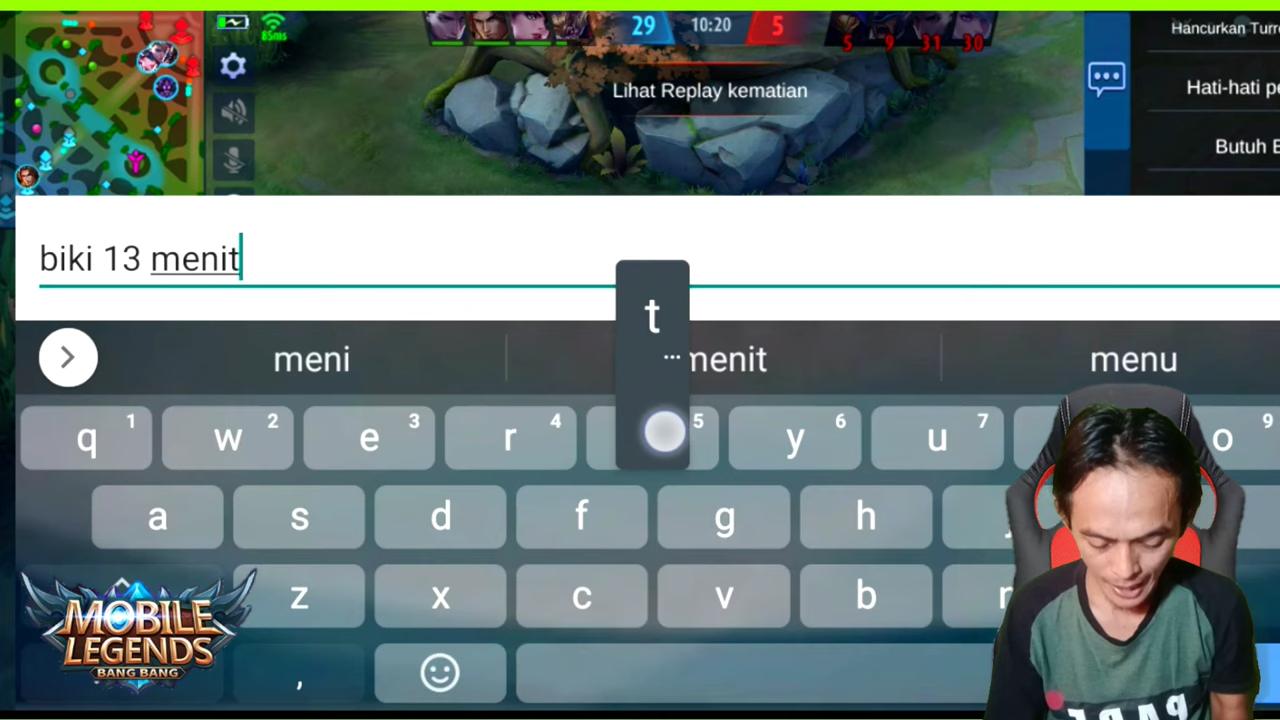 85ms
29 10:20 5
5 9 31 30
Lihat Replay kematian
Hancurkan Turr
Hati-hati pe
Butuh B
biki 13 menit
t
...
meni menit menu
q 1 w 2 e 3 r 4 5 y 6 u 7 o 9
a s d f g h
z x c v b
,
MOBILE
LEGENDS
BANG BANG